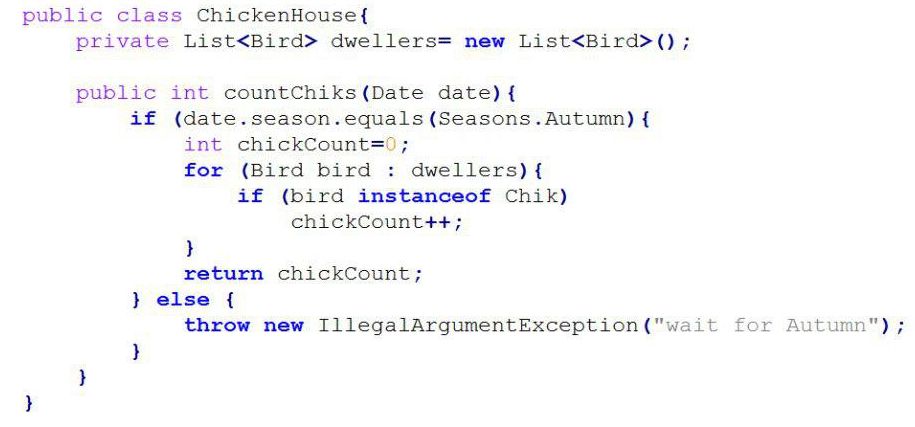 public class ChickenHouse{
    private List<Bird> dwellers= new List<Bird>();

    public int countChiks(Date date){
        if (date.season.equals(Seasons.Autumn){
            int chickCount=0;
            for (Bird bird : dwellers){
                if (bird instanceof Chik)
                    chickCount++;
            }
            return chickCount;
        } else {
            throw new IllegalArgumentException("wait for Autumn");
        }
    }
}